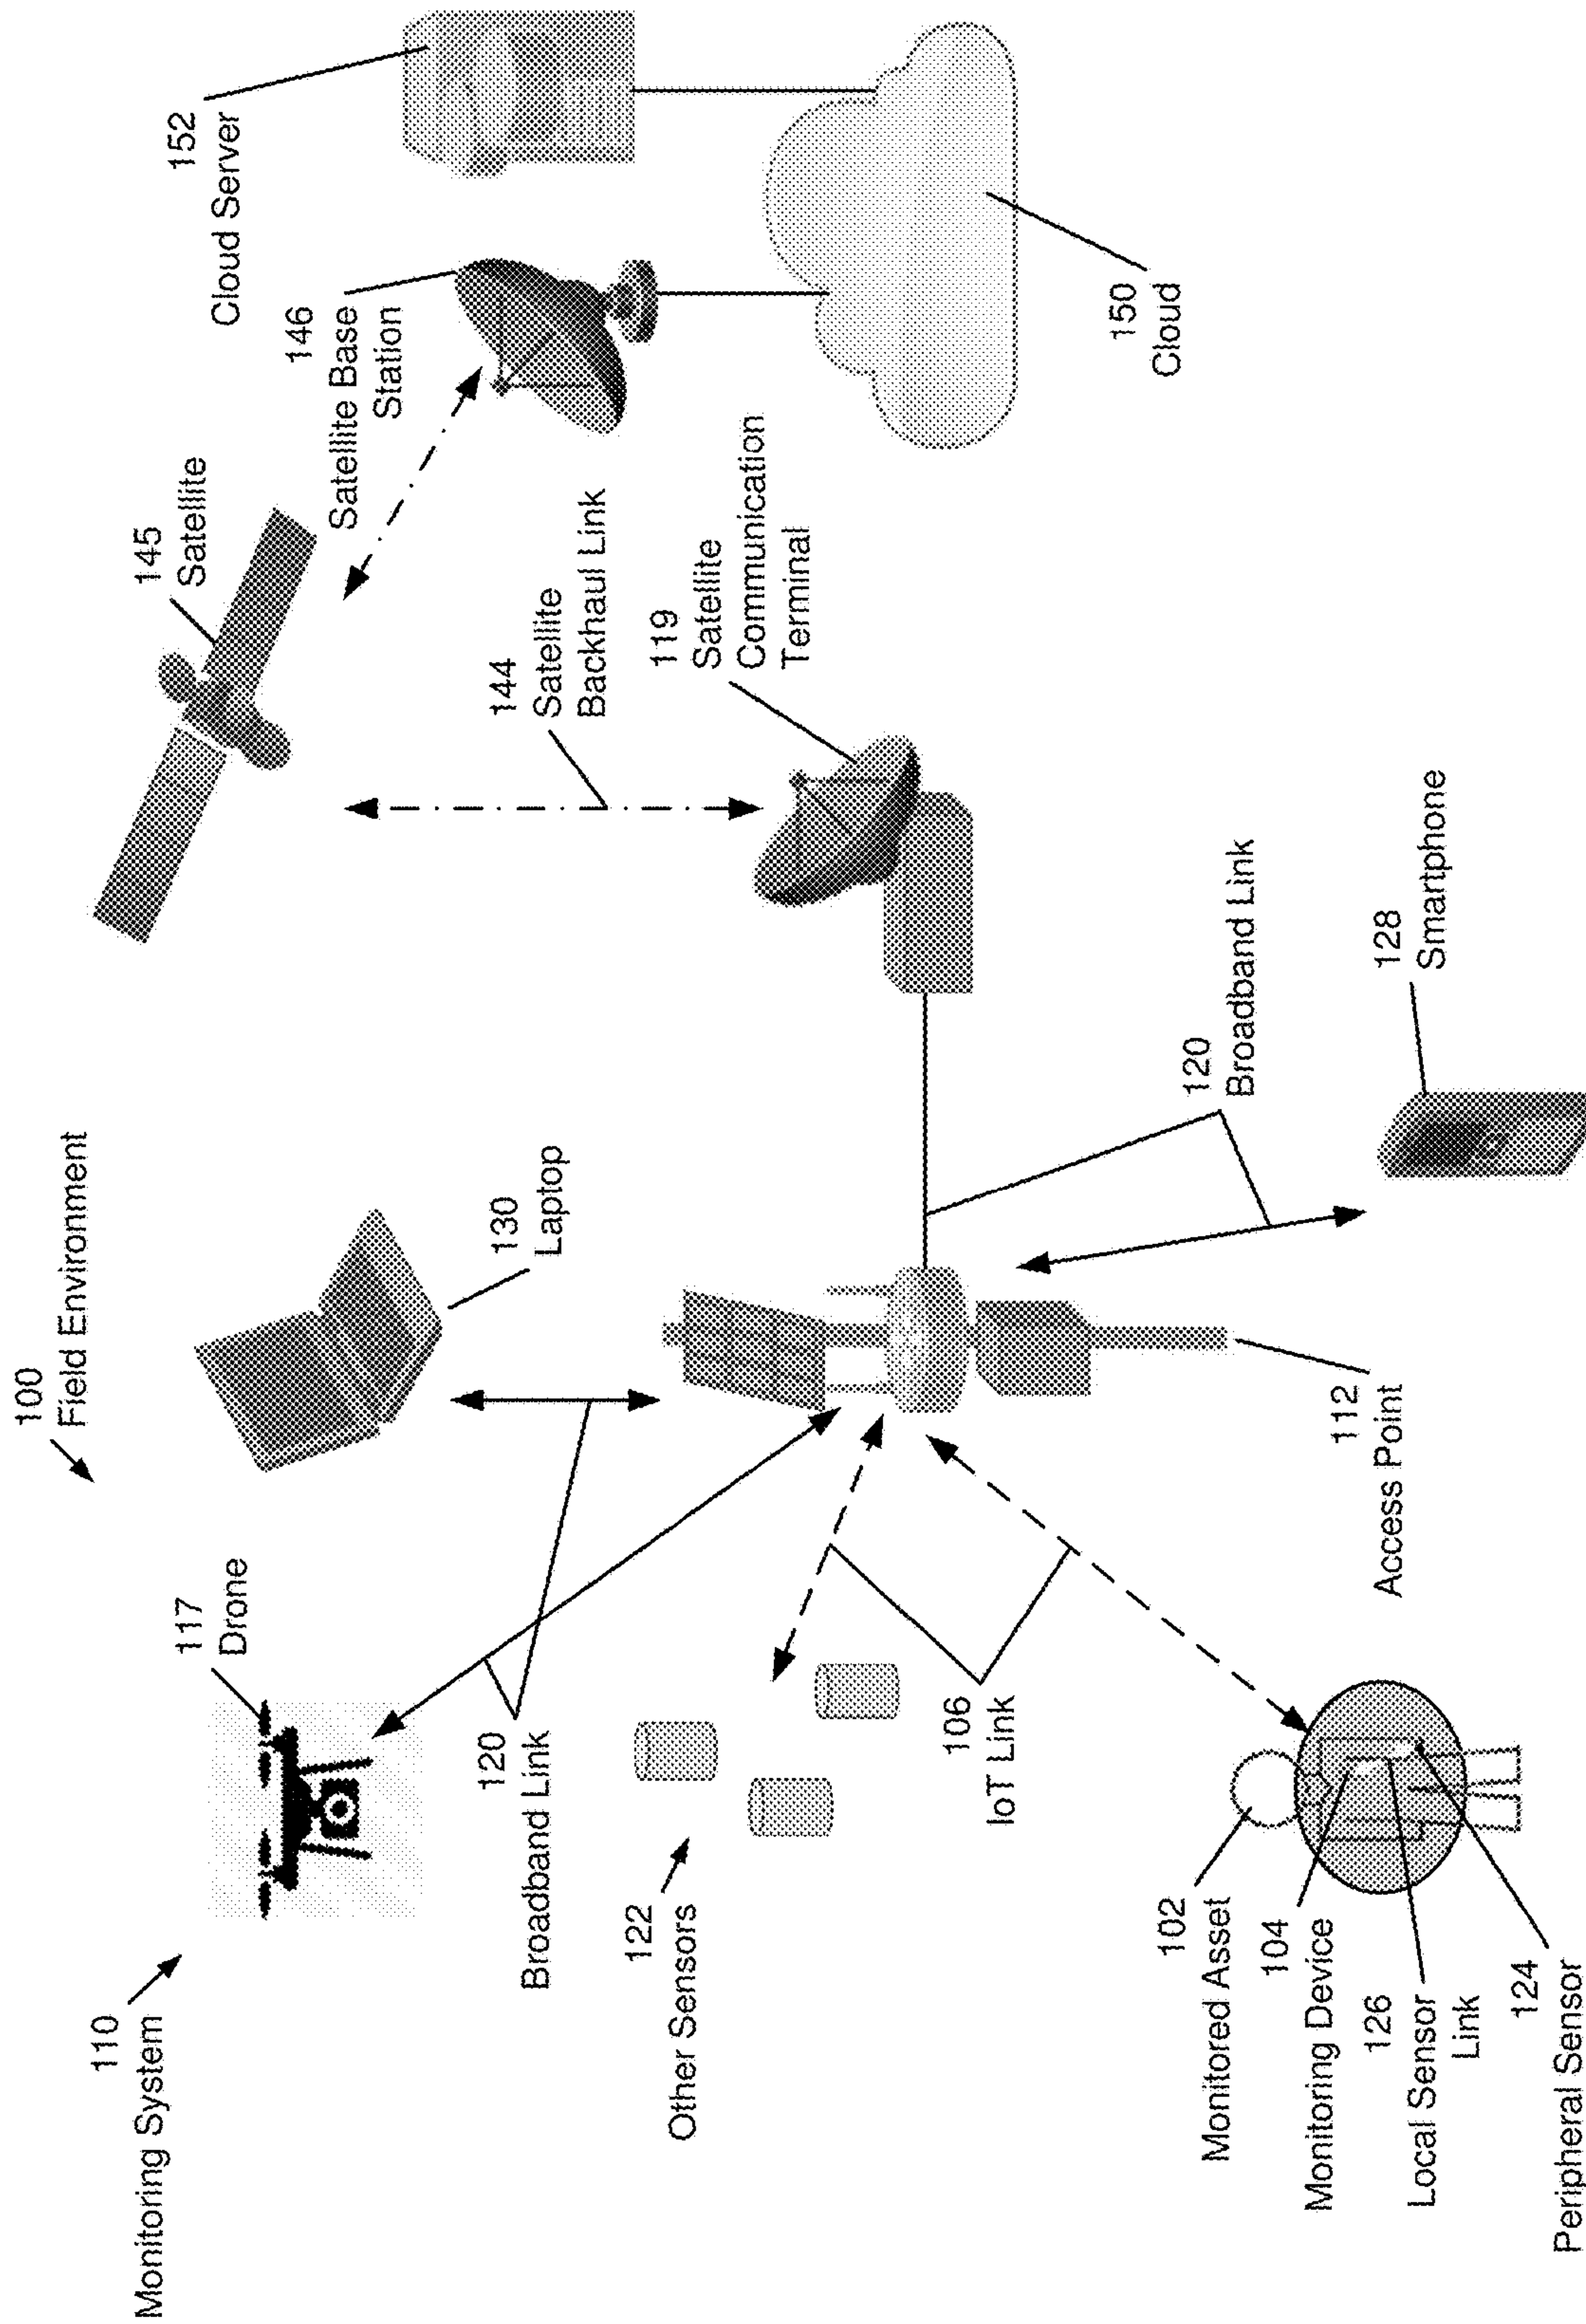 100
Field Environment
110
Monitoring System
117
Drone
130
Laptop
145
Satellite
152
Cloud Server
146
Satellite Base
Station
120
Broadband Link
144
Satellite
Backhaul Link
122
Other Sensors
119
Satellite
Communication
Terminal
106
IoT Link
150
Cloud
102
Monitored Asset
104
Monitoring Device
126
Local Sensor
Link
124
Peripheral Sensor
112
Access Point
120
Broadband Link
128
Smartphone